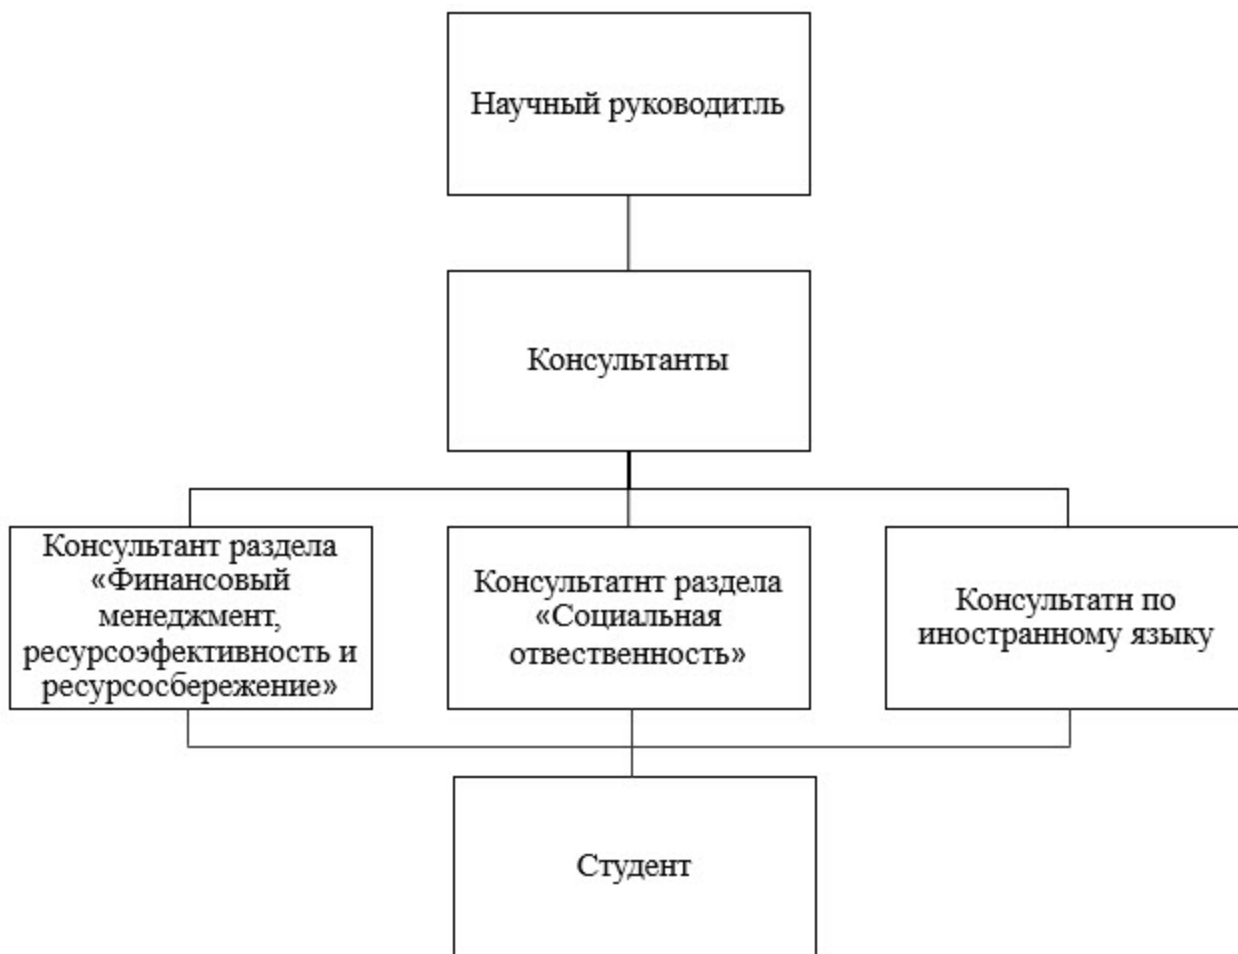 Научный руководитль
Консультанты
Консультант раздела
«Финансовый
менеджмент,
ресурсоэфективность и
ресурсосбережение»
Консультатнт раздела
«Социальная
отвественность»
Консультатн по
иностранному языку
Студент